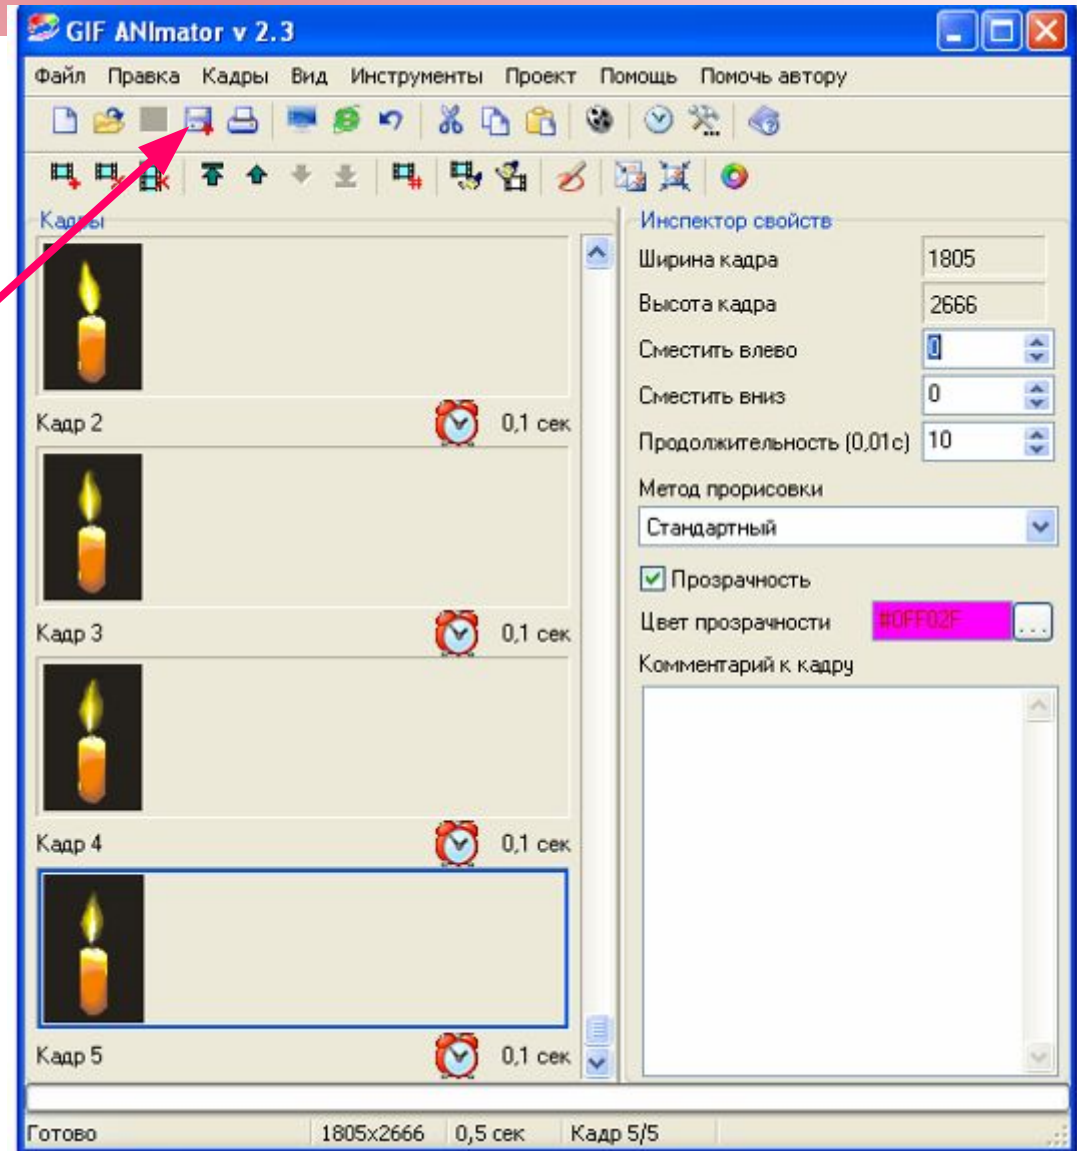 GIF ANImator v 2.3
Файл Правка Кадры Вид Инструменты Проект Помощь Помочь автору
Кадры
Кадр 2 0,1 сек
Кадр 3 0,1 сек
Кадр 4 0,1 сек
Кадр 5 0,1 сек
Инспектор свойств
Ширина кадра 1805
Высота кадра 2666
Сместить влево 0
Сместить вниз 0
Продолжительность (0,01с) 10
Метод прорисовки
Стандартный
Прозрачность
Цвет прозрачности #0FF02F ...
Комментарий к кадру
Готово 1805x2666 0,5 сек Кадр 5/5